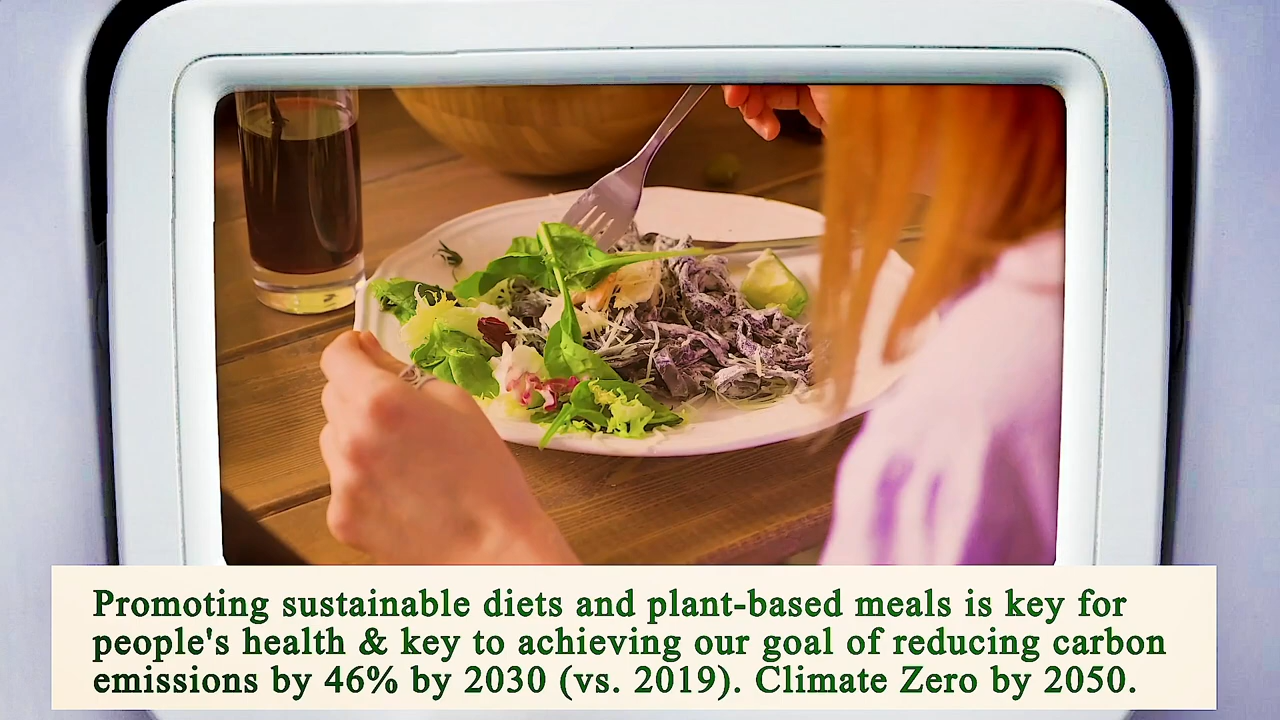 Promoting sustainable diets and plant-based meals is key for
people's health & key to achieving our goal of reducing carbon
emissions by 46% by 2030 (vs. 2019). Climate Zero by 2050.